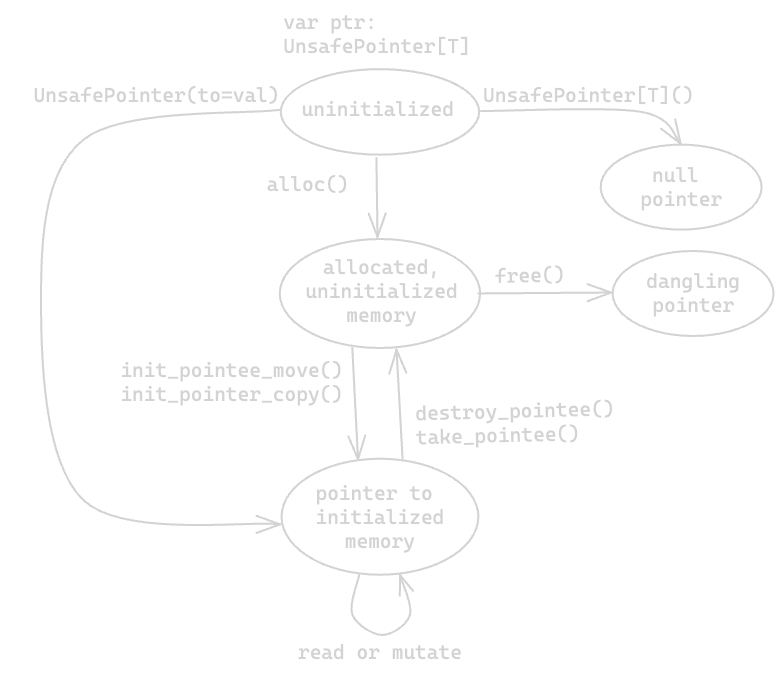 var ptr:
UnsafePointer[T]
UnsafePointer(to=val)
uninitialized
UnsafePointer[T]()
alloc()
null
pointer
allocated,
uninitialized
memory
free()
dangling
pointer
init_pointee_move()
init_pointer_copy()
destroy_pointee()
take_pointee()
pointer to
initialized
memory
read or mutate